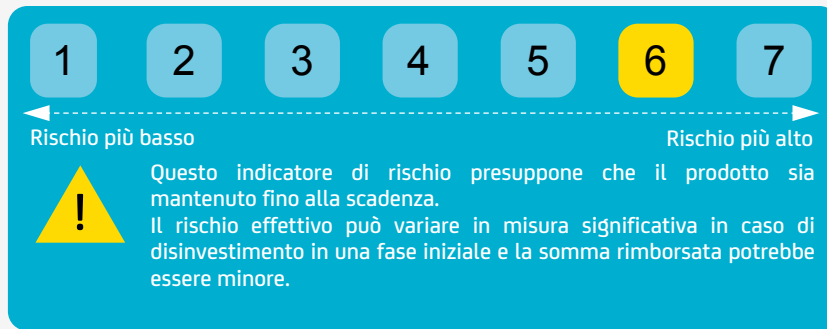 1 2 3 4 5 6 7
Rischio più basso Rischio più alto
!
Questo indicatore di rischio presuppone che il prodotto sia
mantenuto fino alla scadenza.
Il rischio effettivo può variare in misura significativa in caso di
disinvestimento in una fase iniziale e la somma rimborsata potrebbe
essere minore.